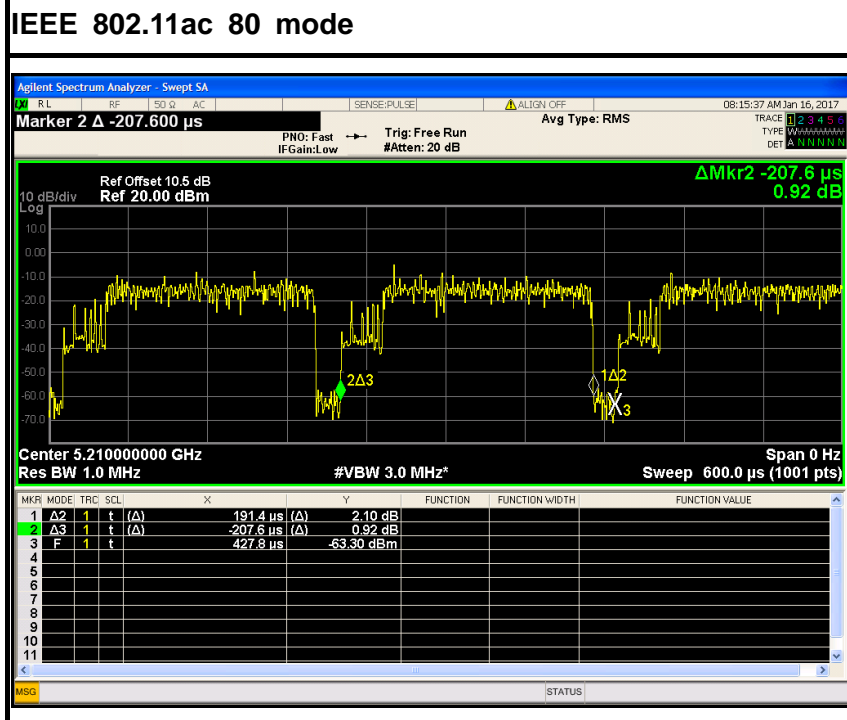 IEEE 802.11ac 80 mode
Agilent Spectrum Analyzer - Swept SA
LXI RL RF 50 Ω AC SENSE:PULSE ALIGN OFF 08:15:37 AM Jan 16, 2017
Marker 2 Δ -207.600 µs Avg Type: RMS TRACE 1 2 3 4 5 6
PNO: Fast Trig: Free Run TYPE W
IFGain:Low #Atten: 20 dB DET A N N N N N
ΔMkr2 -207.6 µs
Ref Offset 10.5 dB
10 dB/div Ref 20.00 dBm 0.92 dB
Log
10.0
0.00
-10.0
-20.0
-30.0
-40.0
-50.0
2Δ3 1Δ2
-60.0
3
-70.0
Center 5.210000000 GHz Span 0 Hz
Res BW 1.0 MHz #VBW 3.0 MHz* Sweep 600.0 µs (1001 pts)
MKR MODE TRC SCL X Y FUNCTION FUNCTION WIDTH FUNCTION VALUE
1 Δ2 1 t (Δ) 191.4 µs (Δ) 2.10 dB
2 Δ3 1 t (Δ) -207.6 µs (Δ) 0.92 dB
3 F 1 t 427.8 µs -63.30 dBm
4
5
6
7
8
9
10
11
MSG STATUS